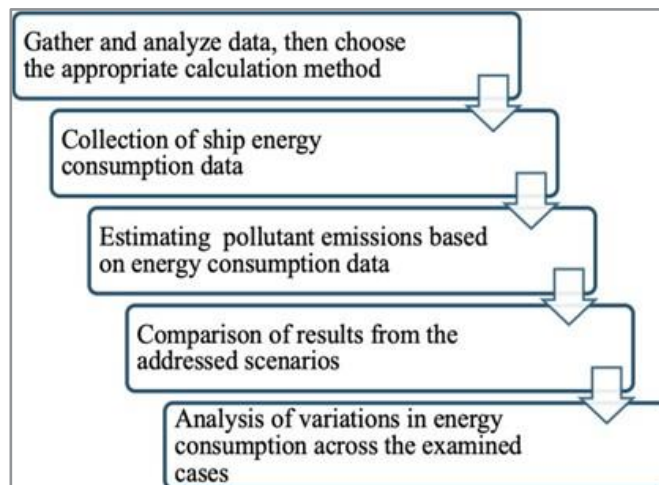 Gather and analyze data, then choose
the appropriate calculation method
Collection of ship energy
consumption data
Estimating pollutant emissions based
on energy consumption data
Comparison of results from the
addressed scenarios
Analysis of variations in energy
consumption across the examined
cases